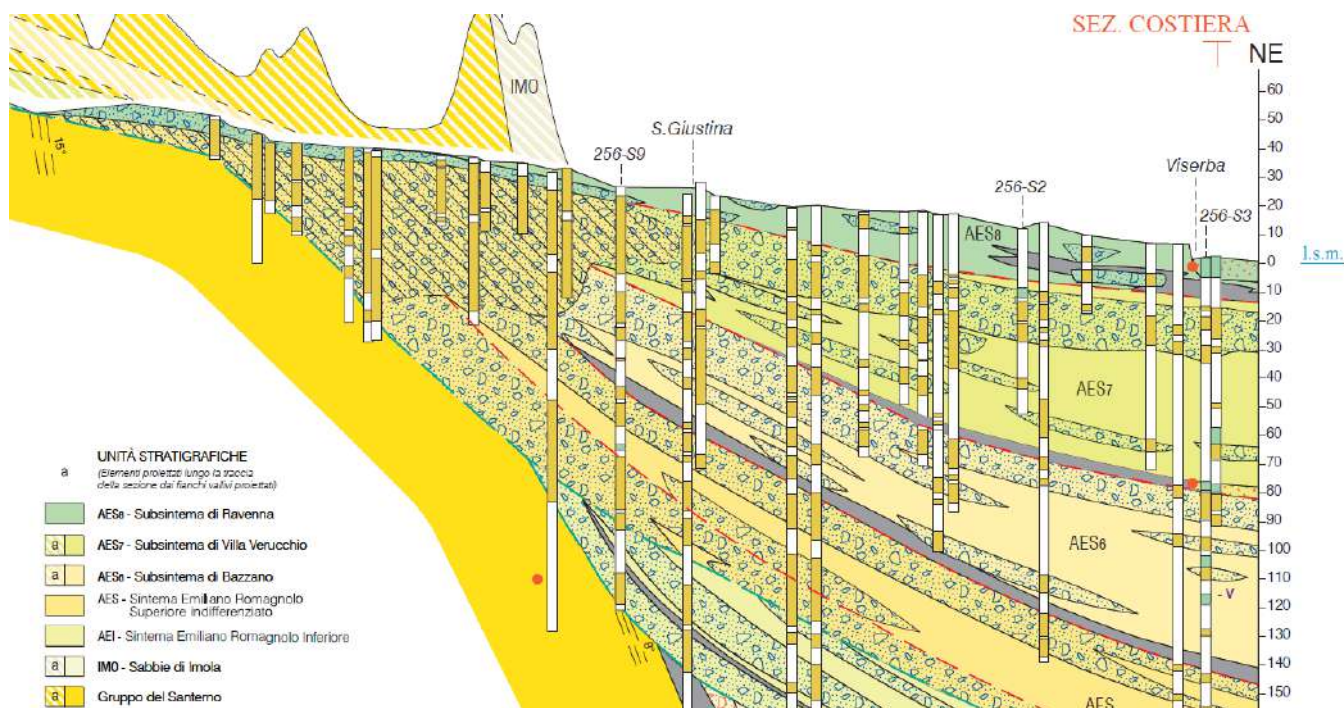 SEZ. COSTIERA
NE
60
50
40
30
20
10
0
10
20
30
40
50
60
70
80
90
100
110
120
130
140
150
l.s.m.
IMO
S.Giustina
256-S9
256-S2
Viserba
256-S3
15°
AES8
AES7
AES6
- V
8°
AES
UNITÀ STRATIGRAFICHE
a (Elementi proiettati lungo la traccia
della sezione dai fianchi vallivi proiettati)
AES8 - Subsintema di Ravenna
a AES7 - Subsintema di Villa Verucchio
a AES6 - Subsintema di Bazzano
AES - Sintema Emiliano Romagnolo
Superiore indifferenziato
AEI - Sintema Emiliano Romagnolo Inferiore
a IMO - Sabbie di Imola
a Gruppo del Santerno